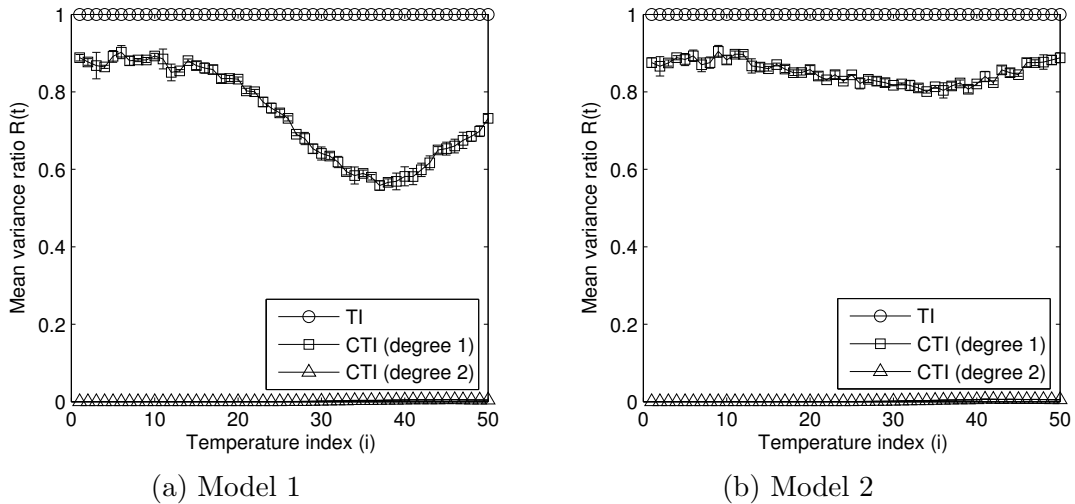 1
0.8
0.6
0.4
0.2
0
Mean variance ratio R(t)
TI
CTI (degree 1)
CTI (degree 2)
0 10 20 30 40 50
Temperature index (i)
(a) Model 1
1
0.8
0.6
0.4
0.2
0
Mean variance ratio R(t)
TI
CTI (degree 1)
CTI (degree 2)
0 10 20 30 40 50
Temperature index (i)
(b) Model 2